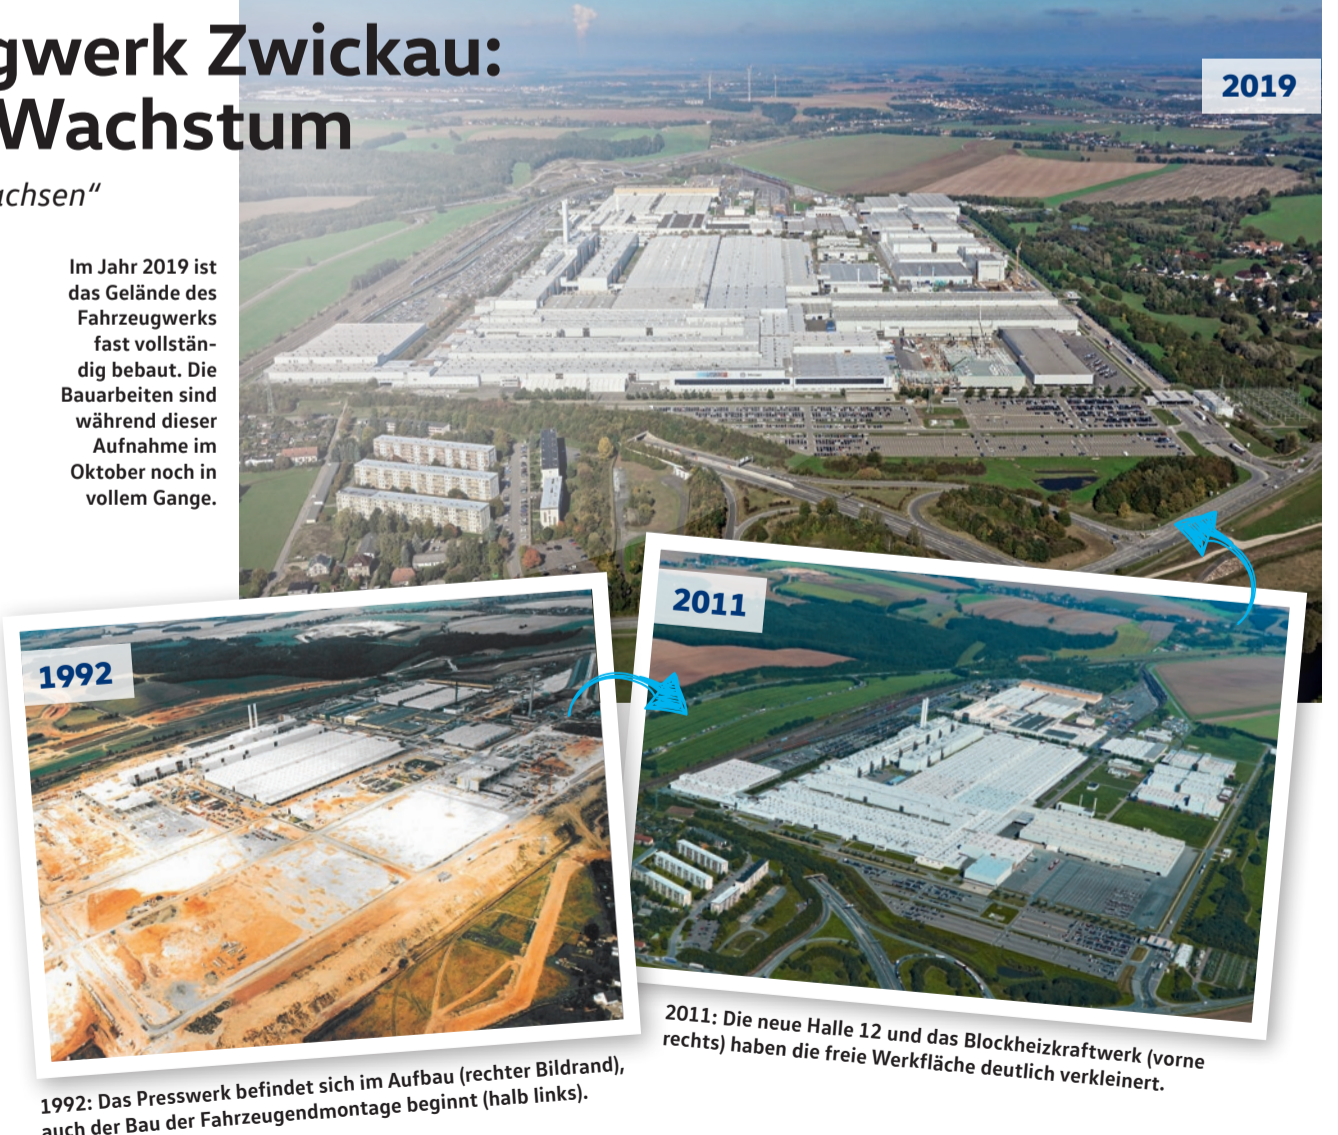 gwerk Zwickau:
Wachstum
achsen“
2019
Im Jahr 2019 ist
das Gelände des
Fahrzeugwerks
fast vollstän-
dig bebaut. Die
Bauarbeiten sind
während dieser
Aufnahme im
Oktober noch in
vollem Gange.
1992
2011
1992: Das Presswerk befindet sich im Aufbau (rechter Bildrand),
auch der Bau der Fahrzeugendmontage beginnt (halb links).
2011: Die neue Halle 12 und das Blockheizkraftwerk (vorne
rechts) haben die freie Werkfläche deutlich verkleinert.